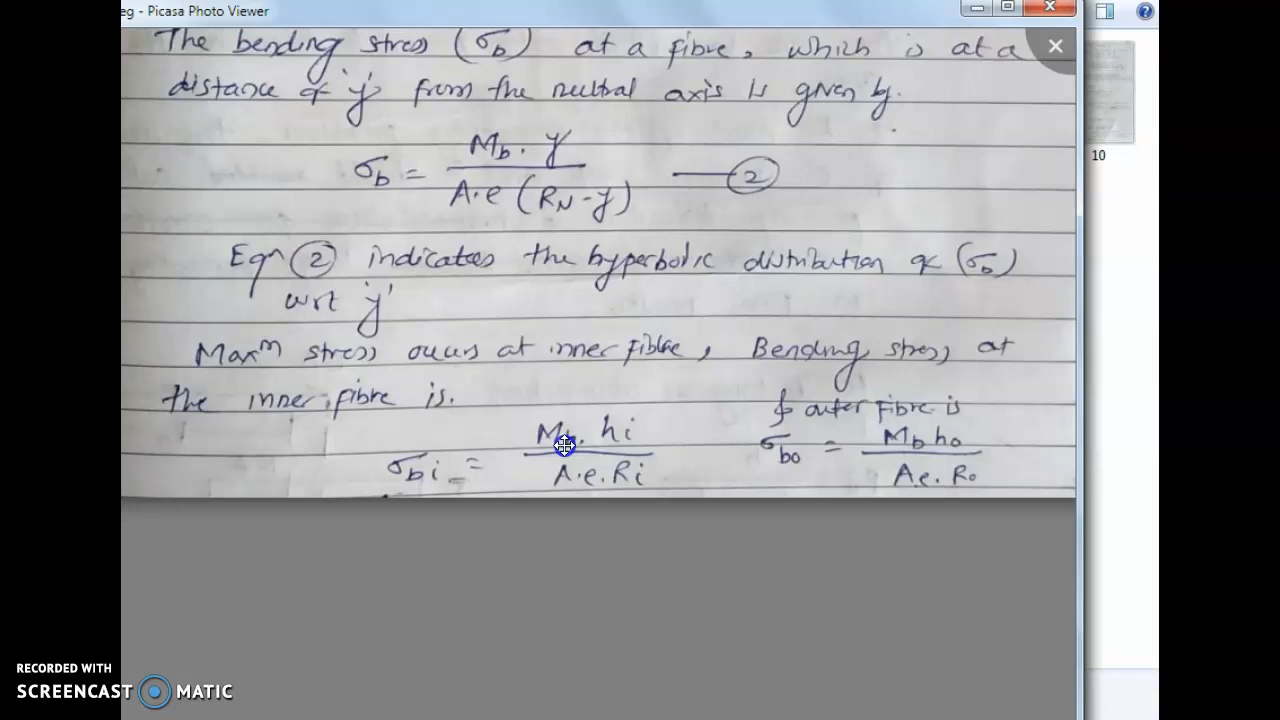 eg - Picasa Photo Viewer
The bending stress (σb) at a fibre, which is at a
distance of 'y' from the neutral axis is given by.
σb = Mb. y / A.e (RN - y) —②
Eqn ② indicates the hyperbolic distribution of (σb)
wrt 'y'
Maxm stress occurs at inner fibre, Bending stress at
the inner fibre is.
& outer fibre is
σbi = Mb. hi / A.e. Ri
σbo = Mb ho / Ae. Ro
10
RECORDED WITH
SCREENCAST MATIC